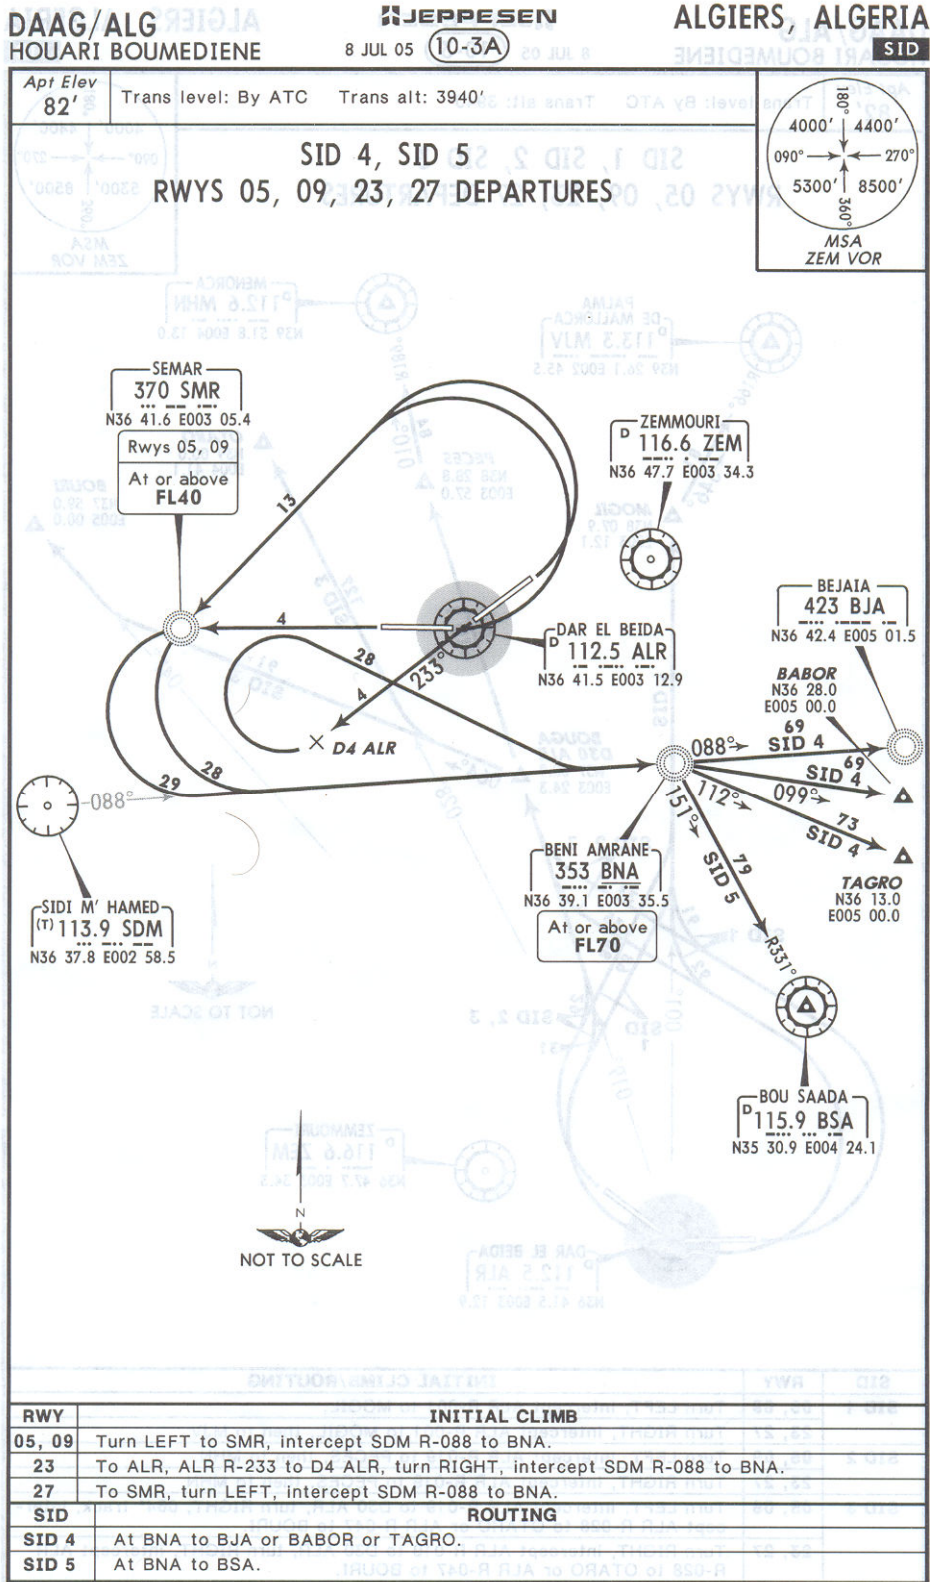 DAAG/ALG
HOUARI BOUMEDIENE
JEPPESEN
8 JUL 05 10-3A
ALGIERS, ALGERIA
SID
Apt Elev
82'
Trans level: By ATC Trans alt: 3940'
180°
4000' 4400'
090° 270°
5300' 8500'
360°
MSA
ZEM VOR
SID 4, SID 5
RWYS 05, 09, 23, 27 DEPARTURES
SEMAR
370 SMR
N36 41.6 E003 05.4
Rwys 05, 09
At or above
FL40
13
ZEMMOURI
D 116.6 ZEM
N36 47.7 E003 34.3
BEJAIA
423 BJA
N36 42.4 E005 01.5
4
DAR EL BEIDA
D 112.5 ALR
N36 41.5 E003 12.9
28
233°
4
D4 ALR
BABOR
N36 28.0
E005 00.0
69
088° SID 4
69
SID 4
099°
112°
73
SID 4
151°
79
SID 5
29
28
088°
TAGRO
N36 13.0
E005 00.0
BENI AMRANE
353 BNA
N36 39.1 E003 35.5
At or above
FL70
SIDI M' HAMED
(T) 113.9 SDM
N36 37.8 E002 58.5
R331°
BOU SAADA
D 115.9 BSA
N35 30.9 E004 24.1
N
NOT TO SCALE
RWY INITIAL CLIMB
05, 09 Turn LEFT to SMR, intercept SDM R-088 to BNA.
23 To ALR, ALR R-233 to D4 ALR, turn RIGHT, intercept SDM R-088 to BNA.
27 To SMR, turn LEFT, intercept SDM R-088 to BNA.
SID ROUTING
SID 4 At BNA to BJA or BABOR or TAGRO.
SID 5 At BNA to BSA.